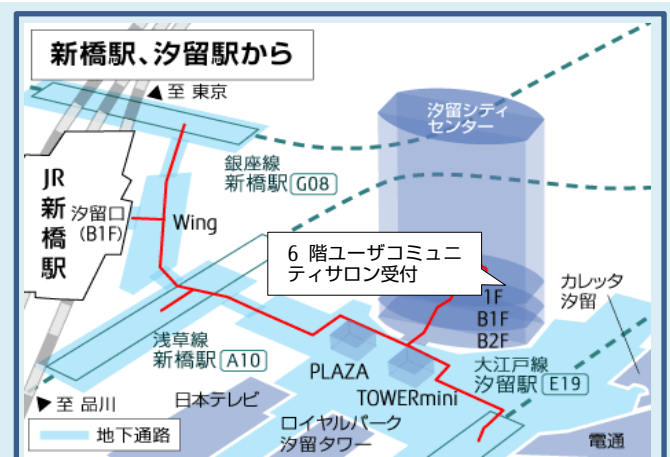 新橋駅、汐留駅から
▲至 東京
汐留シティ
センター
銀座線
新橋駅 G08
JR
新
橋
駅
汐留口
(B1F)
Wing
6 階ユーザコミュニ
ティサロン受付
1F
B1F
B2F
カレッタ
汐留
浅草線
新橋駅 A10
PLAZA
TOWERmini
大江戸線
汐留駅 E19
▶至 品川
日本テレビ
ロイヤルパーク
汐留タワー
地下通路
電通